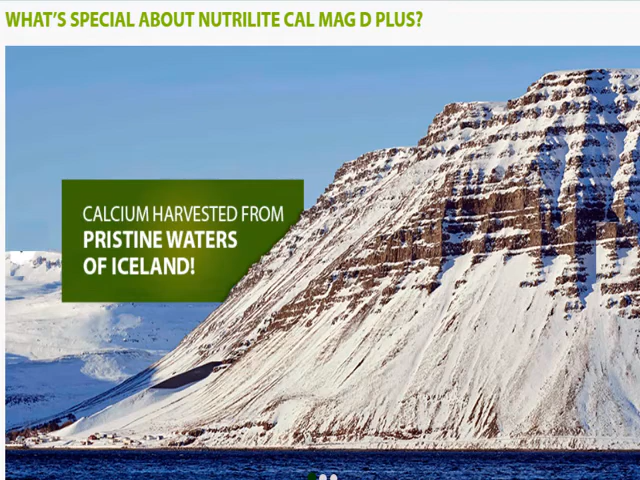 WHAT'S SPECIAL ABOUT NUTRILITE CAL MAG D PLUS?
CALCIUM HARVESTED FROM
PRISTINE WATERS
OF ICELAND!